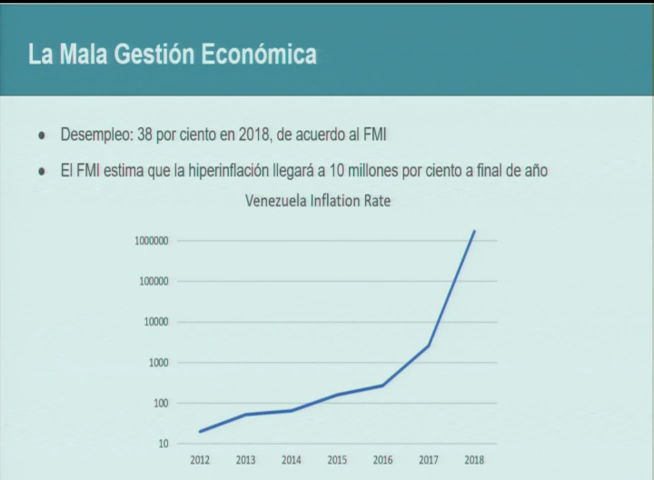 La Mala Gestión Económica
● Desempleo: 38 por ciento en 2018, de acuerdo al FMI
● El FMI estima que la hiperinflación llegará a 10 millones por ciento a final de año
Venezuela Inflation Rate
1000000
100000
10000
1000
100
10
2012 2013 2014 2015 2016 2017 2018